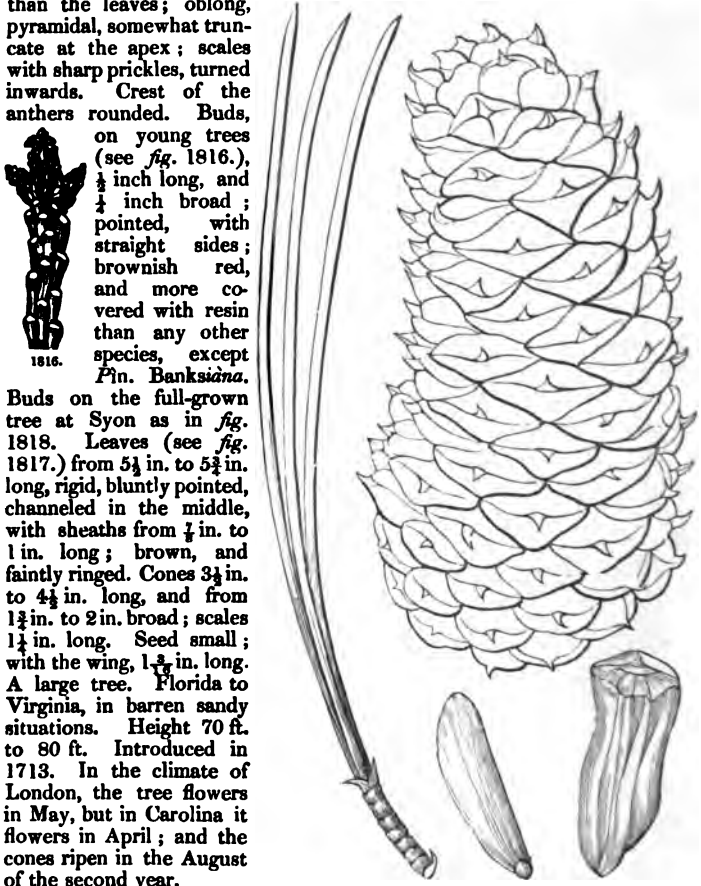 than the leaves; oblong,
pyramidal, somewhat trun-
cate at the apex; scales
with sharp prickles, turned
inwards. Crest of the
anthers rounded. Buds,
on young trees
(see fig. 1816.),
½ inch long, and
¼ inch broad;
pointed, with
straight sides;
brownish red,
and more co-
vered with resin
than any other
species, except
Pìn. Banksiàna.
1816.
Buds on the full-grown
tree at Syon as in fig.
1818. Leaves (see fig.
1817.) from 5½ in. to 5¾ in.
long, rigid, bluntly pointed,
channeled in the middle,
with sheaths from ⅞ in. to
1 in. long; brown, and
faintly ringed. Cones 3½ in.
to 4½ in. long, and from
1¾ in. to 2 in. broad; scales
1¼ in. long. Seed small;
with the wing, 1 3/16 in. long.
A large tree. Florida to
Virginia, in barren sandy
situations. Height 70 ft.
to 80 ft. Introduced in
1713. In the climate of
London, the tree flowers
in May, but in Carolina it
flowers in April; and the
cones ripen in the August
of the second year.